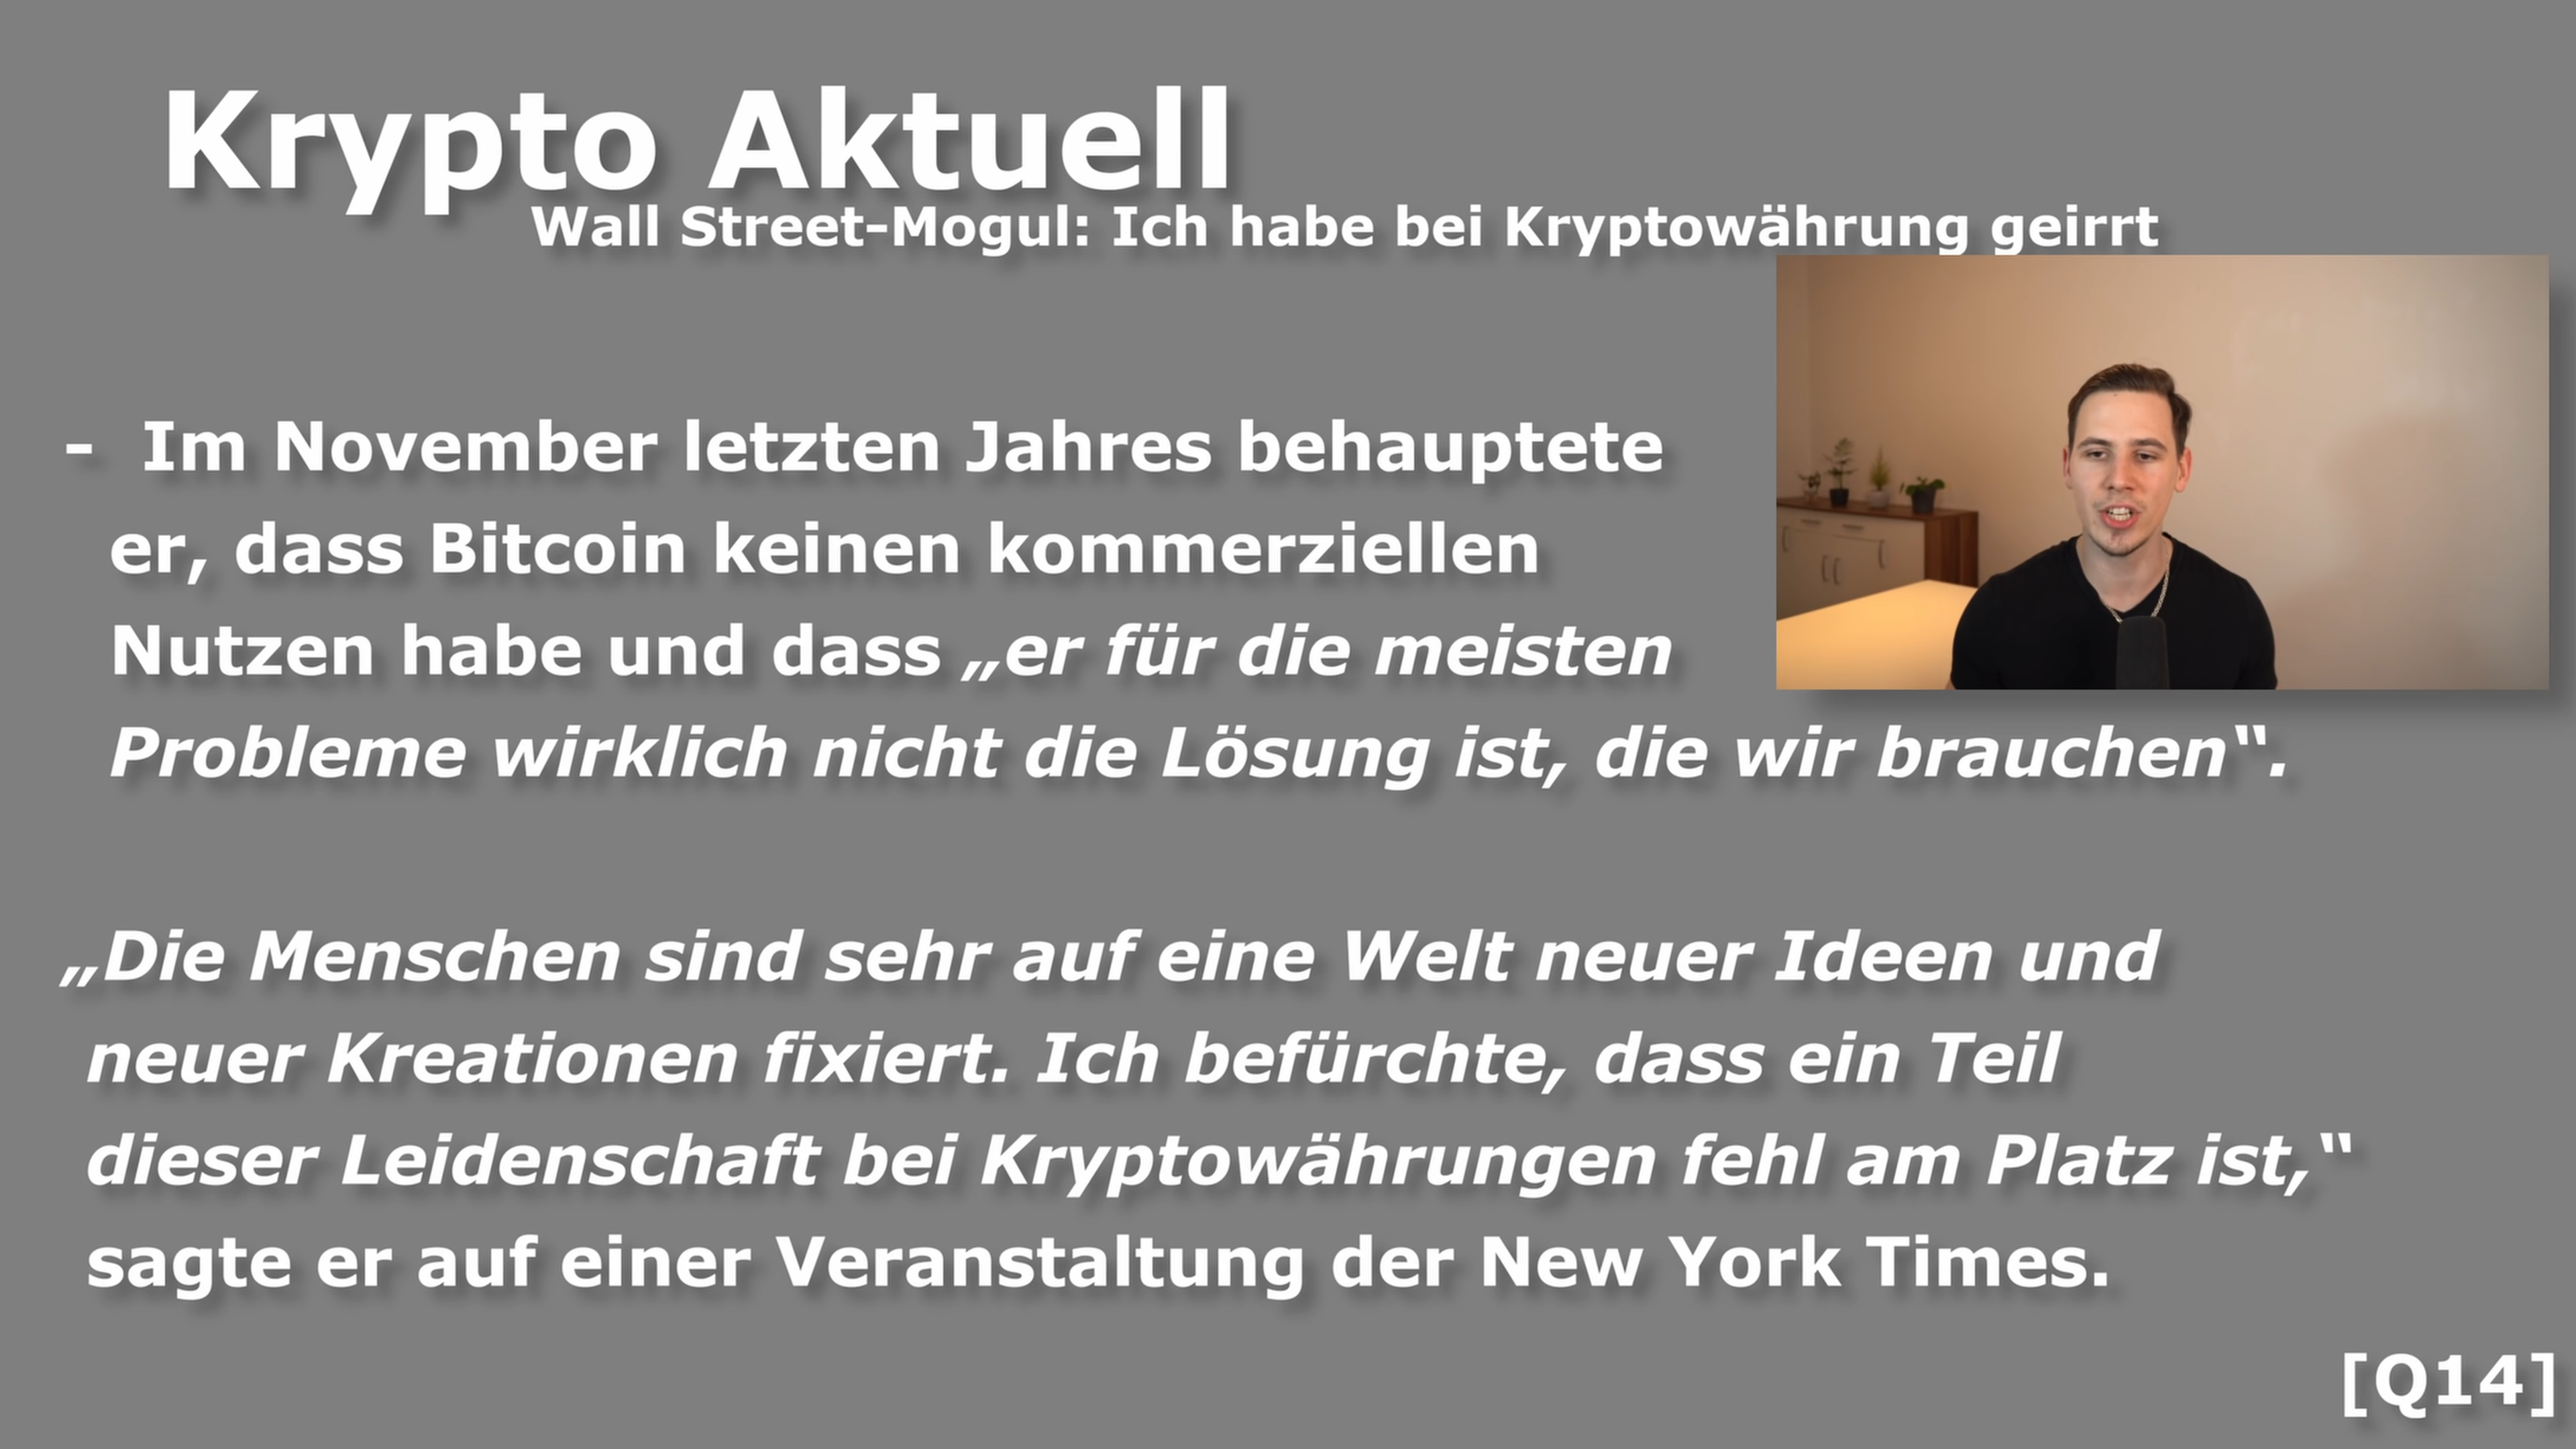 Krypto Aktuell
Wall Street-Mogul: Ich habe bei Kryptowährung geirrt
- Im November letzten Jahres behauptete
er, dass Bitcoin keinen kommerziellen
Nutzen habe und dass „er für die meisten
Probleme wirklich nicht die Lösung ist, die wir brauchen“.
„Die Menschen sind sehr auf eine Welt neuer Ideen und
neuer Kreationen fixiert. Ich befürchte, dass ein Teil
dieser Leidenschaft bei Kryptowährungen fehl am Platz ist,“
sagte er auf einer Veranstaltung der New York Times.
[Q14]